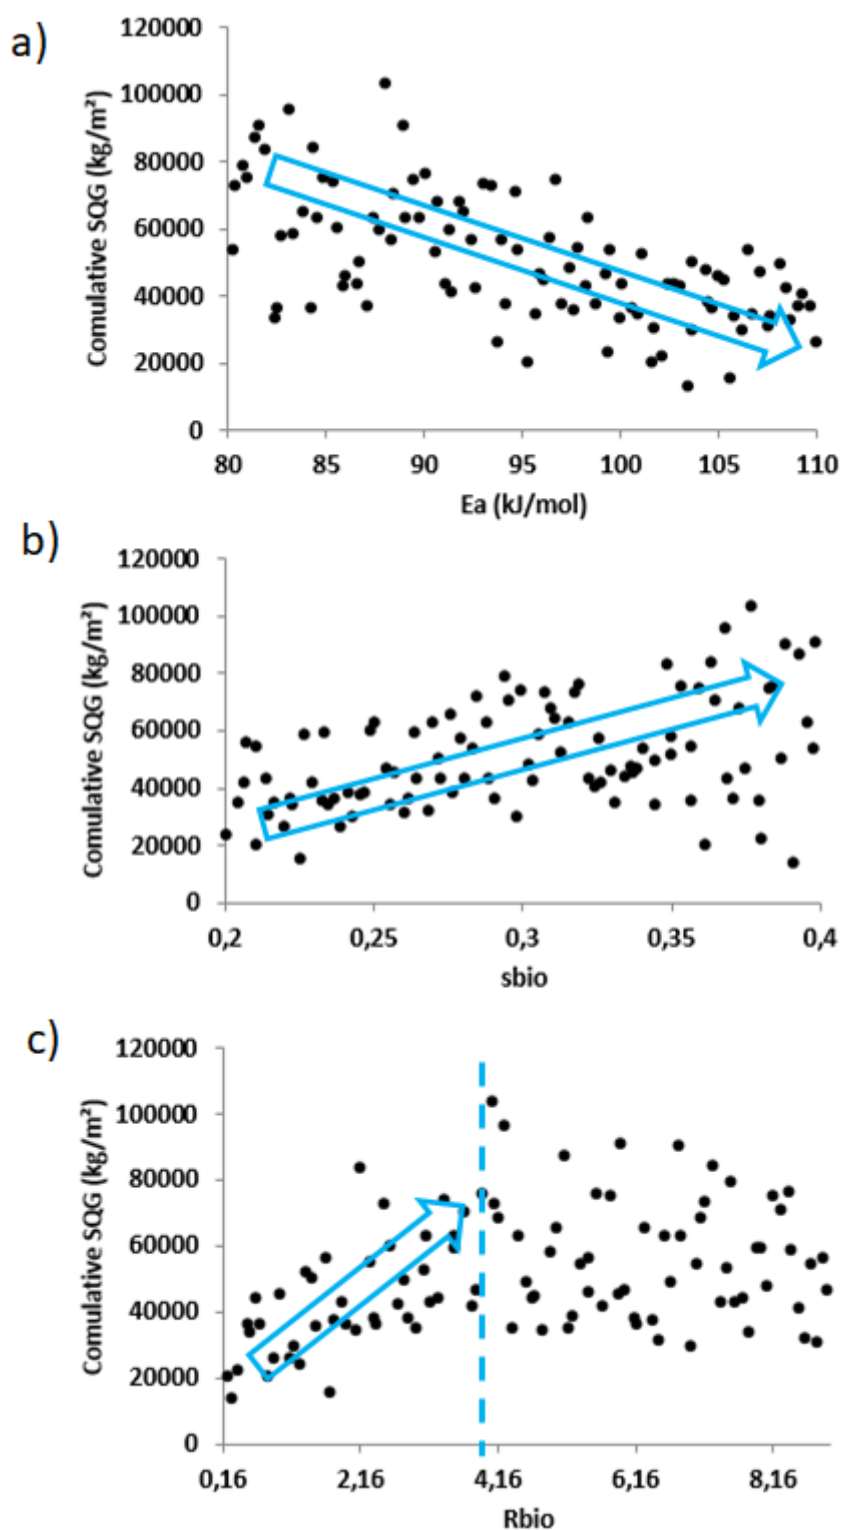 a)
Comulative SQG (kg/m²)
120000
100000
80000
60000
40000
20000
0
80 85 90 95 100 105 110
Ea (kJ/mol)
b)
Comulative SQG (kg/m²)
120000
100000
80000
60000
40000
20000
0
0,2 0,25 0,3 0,35 0,4
sbio
c)
Comulative SQG (kg/m²)
120000
100000
80000
60000
40000
20000
0
0,16 2,16 4,16 6,16 8,16
Rbio